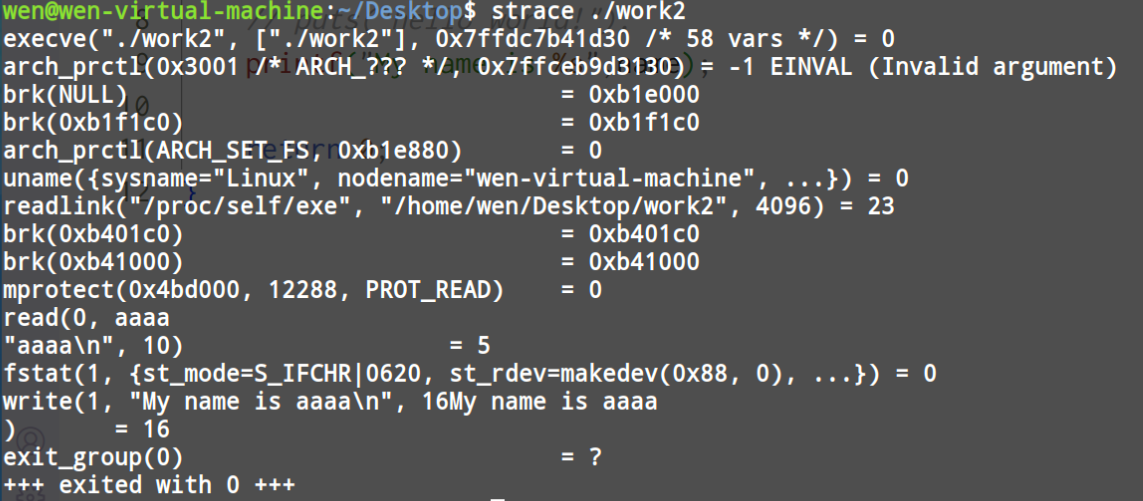 wen@wen-virtual-machine:~/Desktop$ strace ./work2
execve("./work2", ["./work2"], 0x7ffdc7b41d30 /* 58 vars */) = 0
arch_prctl(0x3001 /* ARCH_??? */, 0x7ffceb9d3f30) = -1 EINVAL (Invalid argument)
brk(NULL) = 0xb1e000
brk(0xb1f1c0) = 0xb1f1c0
arch_prctl(ARCH_SET_FS, 0xb1e880) = 0
uname({sysname="Linux", nodename="wen-virtual-machine", ...}) = 0
readlink("/proc/self/exe", "/home/wen/Desktop/work2", 4096) = 23
brk(0xb401c0) = 0xb401c0
brk(0xb41000) = 0xb41000
mprotect(0x4bd000, 12288, PROT_READ) = 0
read(0, aaaa
"aaaa\n", 10) = 5
fstat(1, {st_mode=S_IFCHR|0620, st_rdev=makedev(0x88, 0), ...}) = 0
write(1, "My name is aaaa\n", 16My name is aaaa
) = 16
exit_group(0) = ?
+++ exited with 0 +++